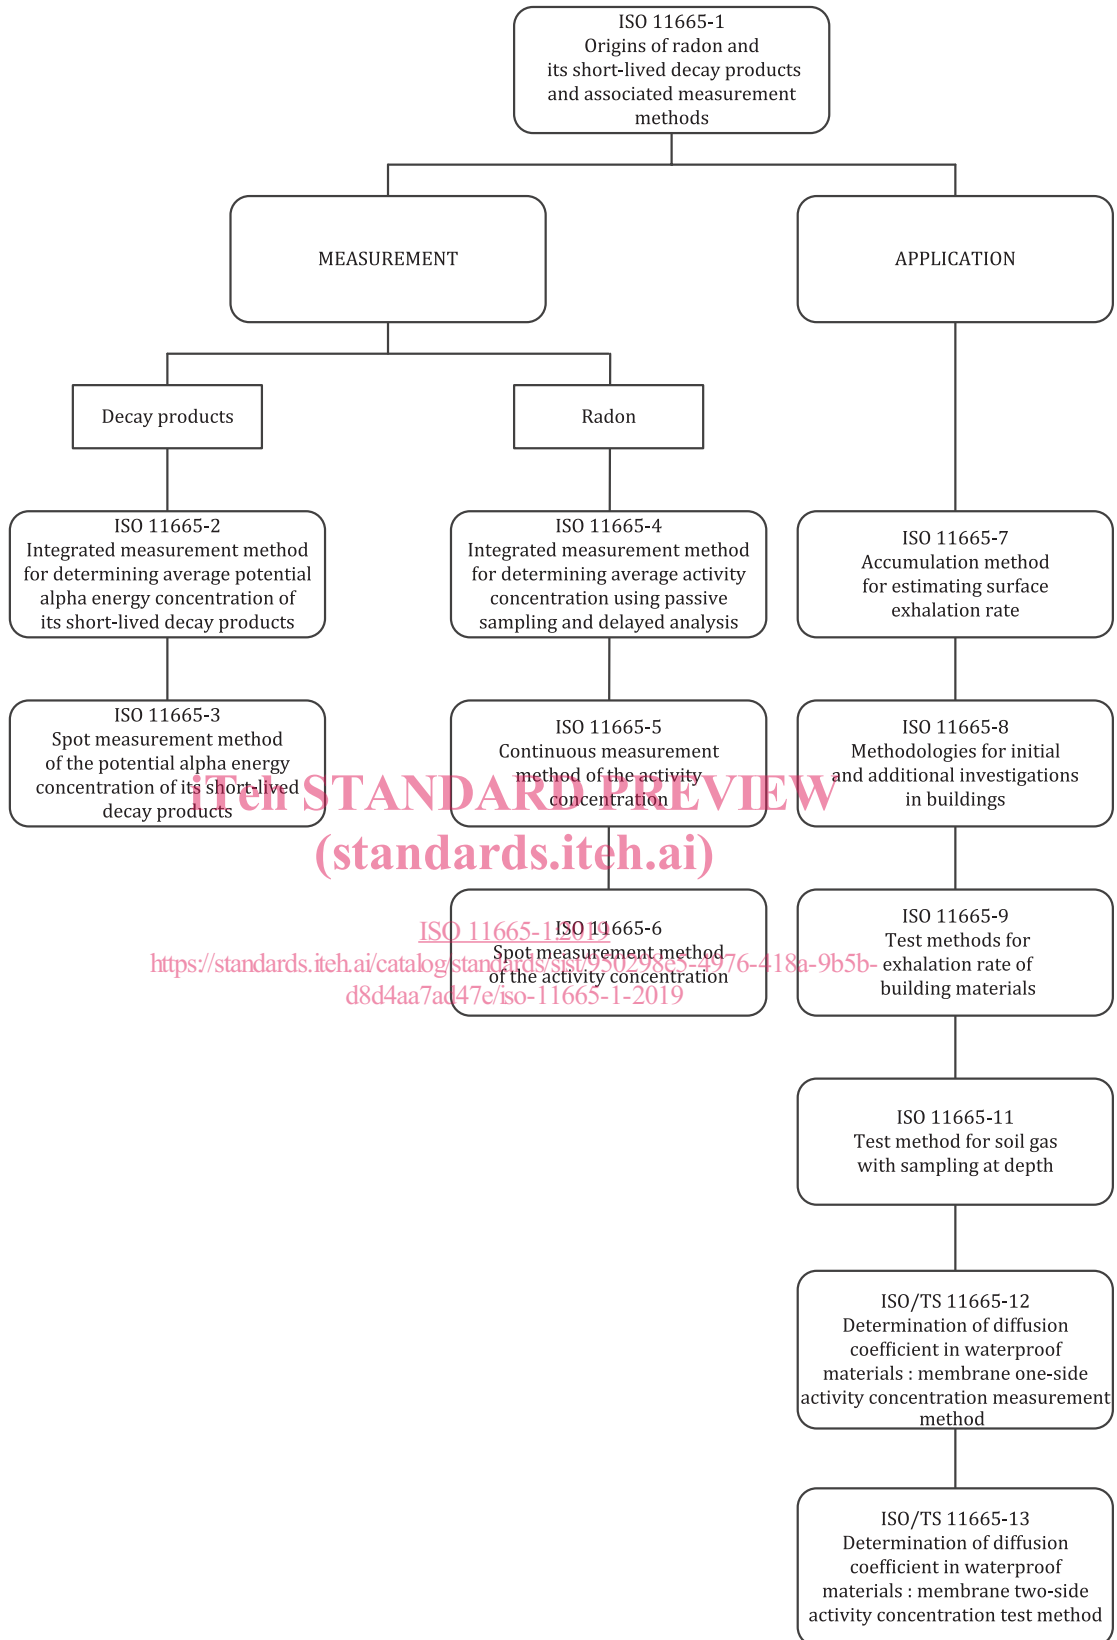 ISO 11665-1
Origins of radon and
its short-lived decay products
and associated measurement
methods
MEASUREMENT
APPLICATION
Decay products
Radon
ISO 11665-2
Integrated measurement method
for determining average potential
alpha energy concentration of
its short-lived decay products
ISO 11665-4
Integrated measurement method
for determining average activity
concentration using passive
sampling and delayed analysis
ISO 11665-7
Accumulation method
for estimating surface
exhalation rate
ISO 11665-3
Spot measurement method
of the potential alpha energy
concentration of its short-lived
decay products
ISO 11665-5
Continuous measurement
method of the activity
concentration
ISO 11665-8
Methodologies for initial
and additional investigations
in buildings
iTeh STANDARD PREVIEW
(standards.iteh.ai)
ISO 11665-6
Spot measurement method
of the activity concentration
ISO 11665-9
Test methods for
exhalation rate of
building materials
ISO 11665-1:2019
https://standards.iteh.ai/catalog/standards/sist/950298e5-4976-418a-9b5b-
d8d4aa7ad47e/iso-11665-1-2019
ISO 11665-11
Test method for soil gas
with sampling at depth
ISO/TS 11665-12
Determination of diffusion
coefficient in waterproof
materials : membrane one-side
activity concentration measurement
method
ISO/TS 11665-13
Determination of diffusion
coefficient in waterproof
materials : membrane two-side
activity concentration test method